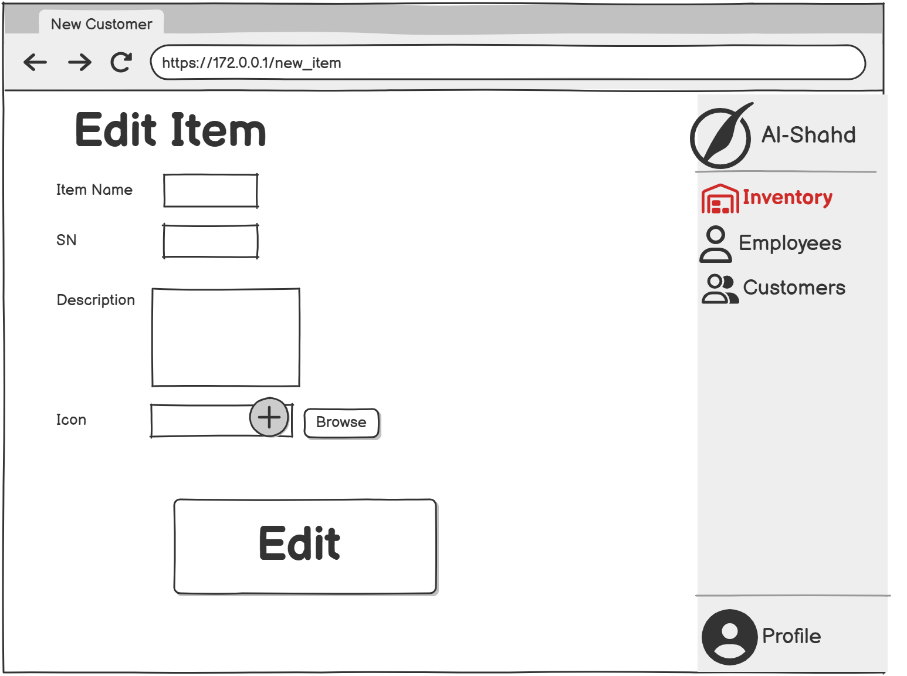 New Customer
https://172.0.0.1/new_item
Edit Item
Item Name
SN
Description
Icon
Browse
Edit
Al-Shahd
Inventory
Employees
Customers
Profile